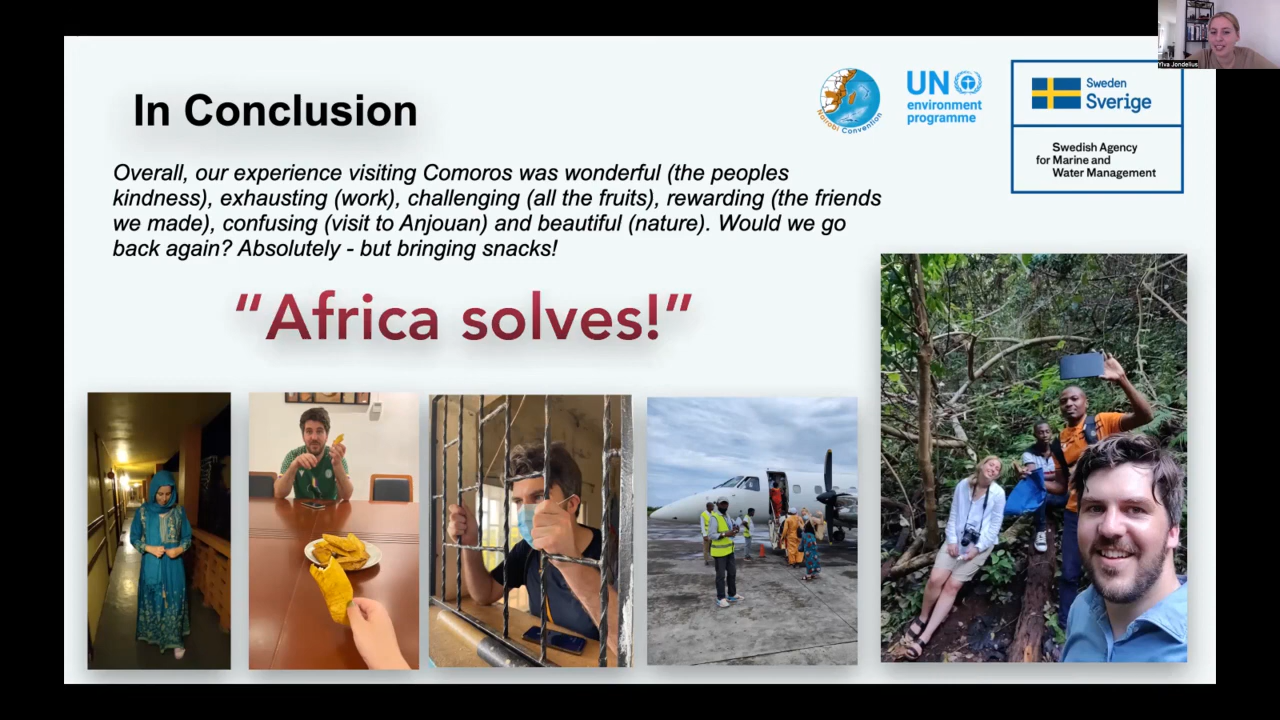 In Conclusion
Nairobi Convention
UN
environment
programme
Sweden
Sverige
Swedish Agency
for Marine and
Water Management
Ylva Jondelius
Overall, our experience visiting Comoros was wonderful (the peoples
kindness), exhausting (work), challenging (all the fruits), rewarding (the friends
we made), confusing (visit to Anjouan) and beautiful (nature). Would we go
back again? Absolutely - but bringing snacks!
“Africa solves!”